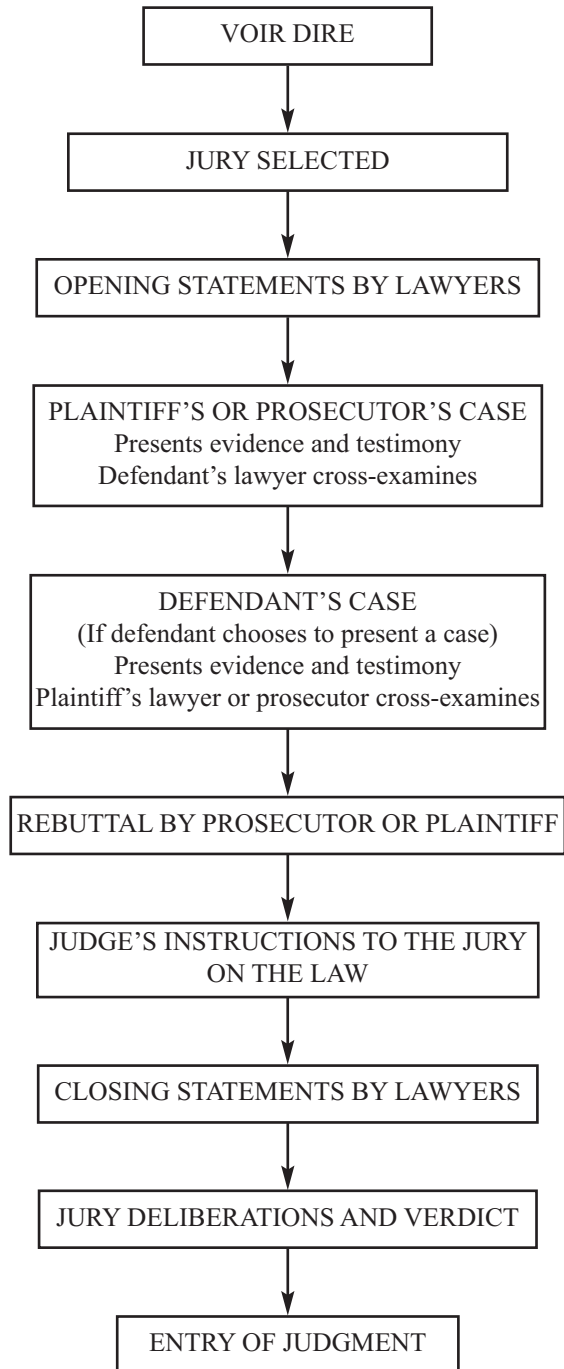 VOIR DIRE
JURY SELECTED
OPENING STATEMENTS BY LAWYERS
PLAINTIFF’S OR PROSECUTOR’S CASE
Presents evidence and testimony
Defendant’s lawyer cross-examines
DEFENDANT’S CASE
(If defendant chooses to present a case)
Presents evidence and testimony
Plaintiff’s lawyer or prosecutor cross-examines
REBUTTAL BY PROSECUTOR OR PLAINTIFF
JUDGE’S INSTRUCTIONS TO THE JURY
ON THE LAW
CLOSING STATEMENTS BY LAWYERS
JURY DELIBERATIONS AND VERDICT
ENTRY OF JUDGMENT